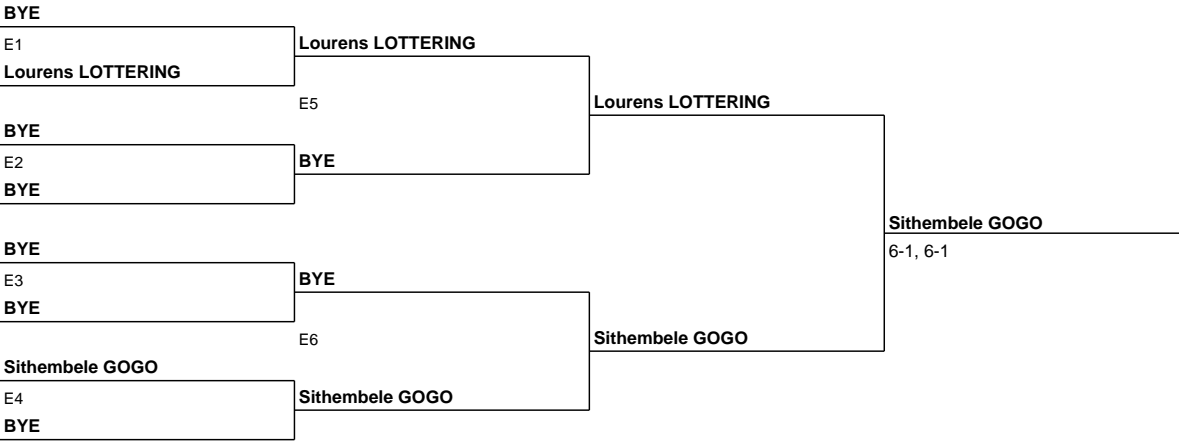 BYE
E1
Lourens LOTTERING
Lourens LOTTERING
E5
Lourens LOTTERING
BYE
E2
BYE
BYE
Sithembele GOGO
6-1, 6-1
BYE
E3
BYE
BYE
E6
Sithembele GOGO
Sithembele GOGO
E4
Sithembele GOGO
BYE